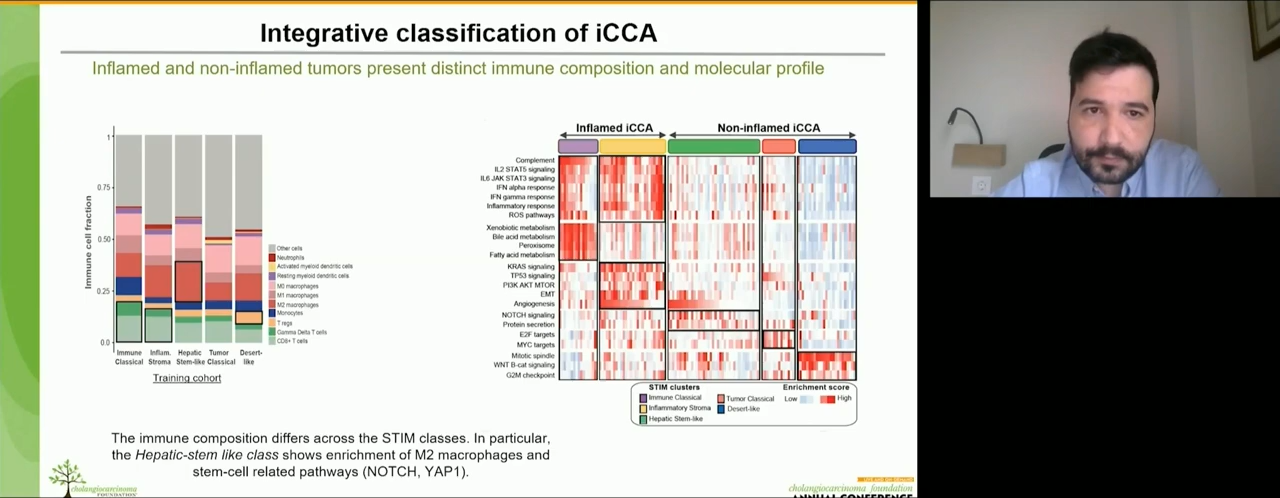 Integrative classification of iCCA
Inflamed and non-inflamed tumors present distinct immune composition and molecular profile
Immune cell fraction
1
0.75
0.50
0.25
0.0
Immune Classical
Inflam. Stroma
Hepatic Stem-like
Tumor Classical
Desert-like
Training cohort
Other cells
Neutrophils
Activated myeloid dendritic cells
Resting myeloid dendritic cells
M0 macrophages
M1 macrophages
M2 macrophages
Monocytes
T regs
Gamma Delta T cells
CD8+ T cells
Inflamed iCCA
Non-inflamed iCCA
Complement
IL2 STAT5 signaling
IL6 JAK STAT3 signaling
IFN alpha response
IFN gamma response
Inflammatory response
ROS pathways
Xenobiotic metabolism
Bile acid metabolism
Peroxisome
Fatty acid metabolism
KRAS signaling
TP53 signaling
PI3K AKT MTOR
EMT
Angiogenesis
NOTCH signaling
Protein secretion
E2F targets
MYC targets
Mitotic spindle
WNT B-cat signaling
G2M checkpoint
STIM clusters
Immune Classical
Inflammatory Stroma
Hepatic Stem-like
Tumor Classical
Desert-like
Enrichment score
Low
High
The immune composition differs across the STIM classes. In particular,
the Hepatic-stem like class shows enrichment of M2 macrophages and
stem-cell related pathways (NOTCH, YAP1).
cholangiocarcinoma
FOUNDATION
cholangiocarcinoma foundation
ANNUAL CONFERENCE